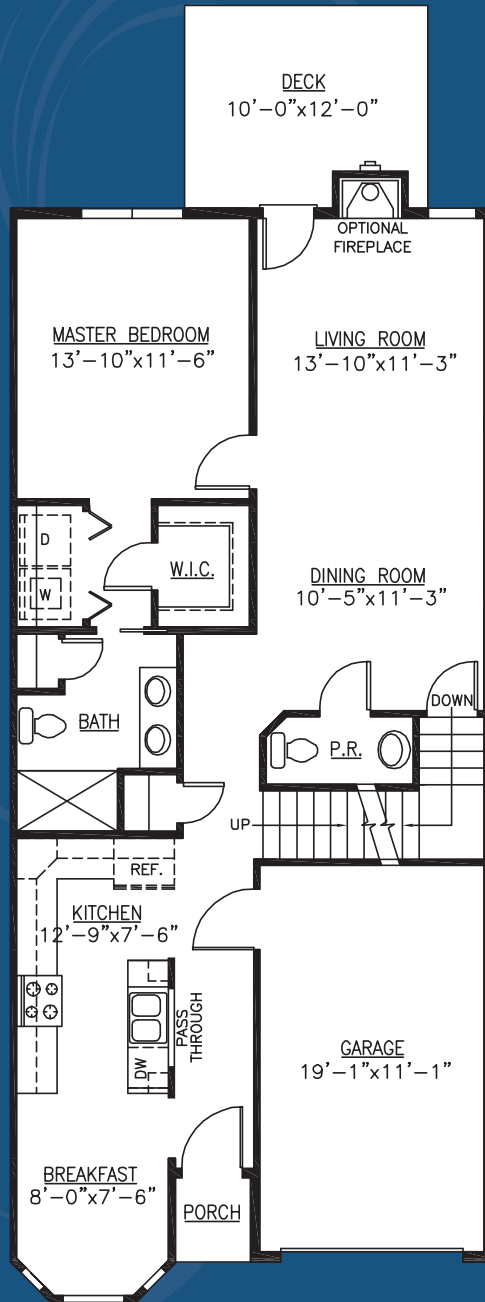 DECK
10'-0"x12'-0"
OPTIONAL
FIREPLACE
MASTER BEDROOM
13'-10"x11'-6"
LIVING ROOM
13'-10"x11'-3"
D
W
W.I.C.
DINING ROOM
10'-5"x11'-3"
DOWN
BATH
P.R.
UP
REF.
KITCHEN
12'-9"x7'-6"
PASS
THROUGH
DW
GARAGE
19'-1"x11'-1"
BREAKFAST
8'-0"x7'-6"
PORCH